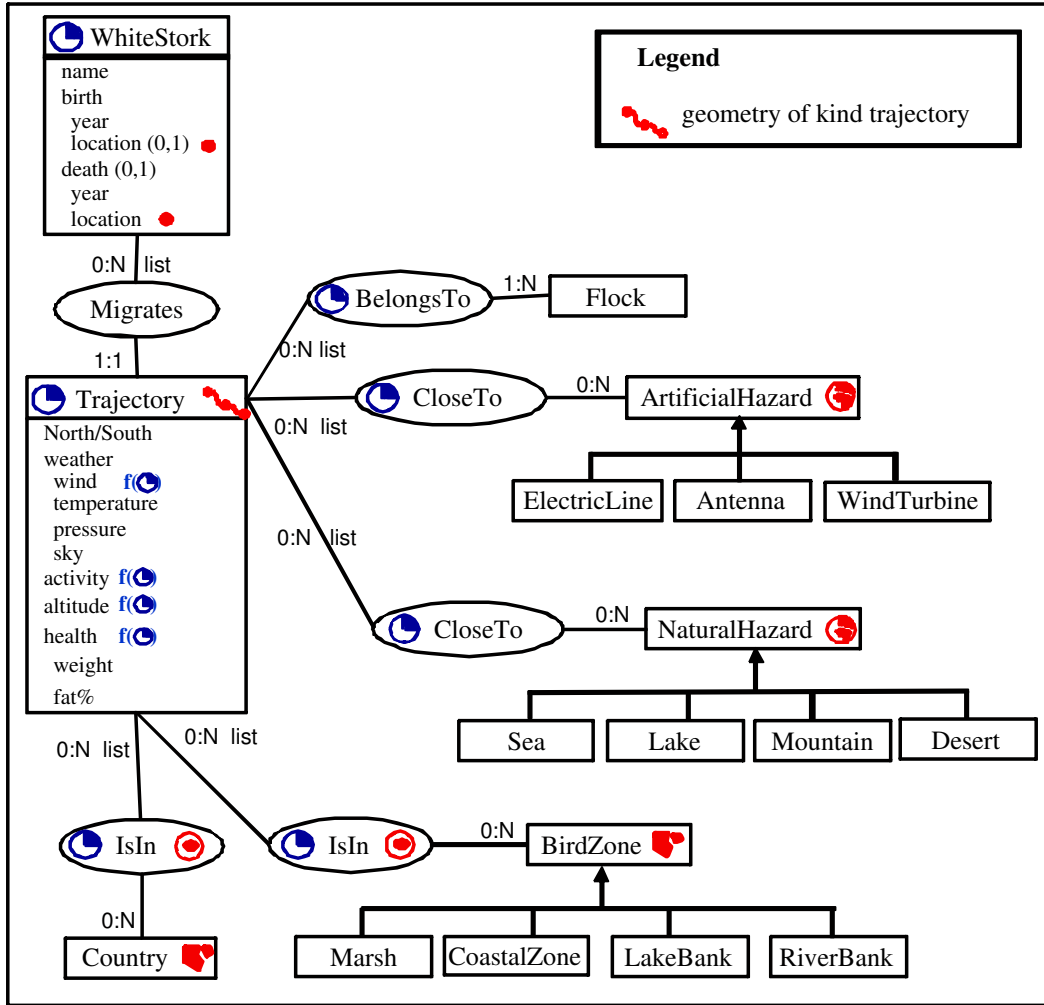 WhiteStork
name
birth
year
location (0,1)
death (0,1)
year
location
Legend
geometry of kind trajectory
0:N list
Migrates
1:1
BelongsTo
1:N
Flock
0:N list
Trajectory
North/South
weather
wind f( )
temperature
pressure
sky
activity f( )
altitude f( )
health f( )
weight
fat%
CloseTo
0:N
ArtificialHazard
0:N list
ElectricLine
Antenna
WindTurbine
0:N list
CloseTo
0:N
NaturalHazard
Sea
Lake
Mountain
Desert
0:N list
0:N list
IsIn
IsIn
0:N
BirdZone
0:N
Country
Marsh
CoastalZone
LakeBank
RiverBank